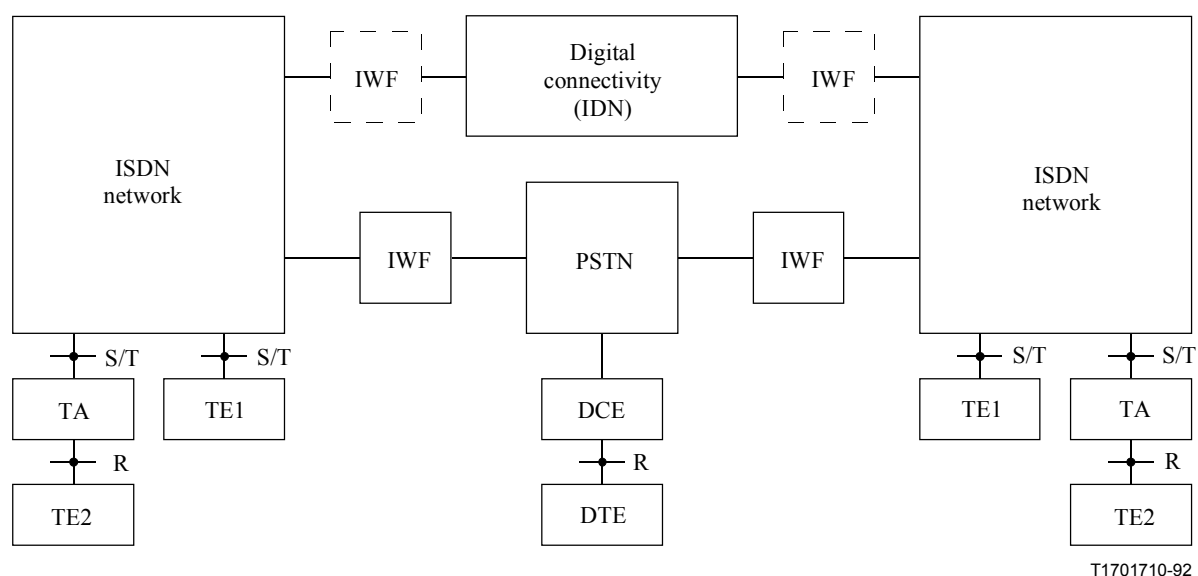 ISDN
network
IWF
Digital
connectivity
(IDN)
IWF
ISDN
network
IWF
PSTN
IWF
S/T
S/T
S/T
S/T
TA
TE1
DCE
TE1
TA
R
R
R
TE2
DTE
TE2
T1701710-92